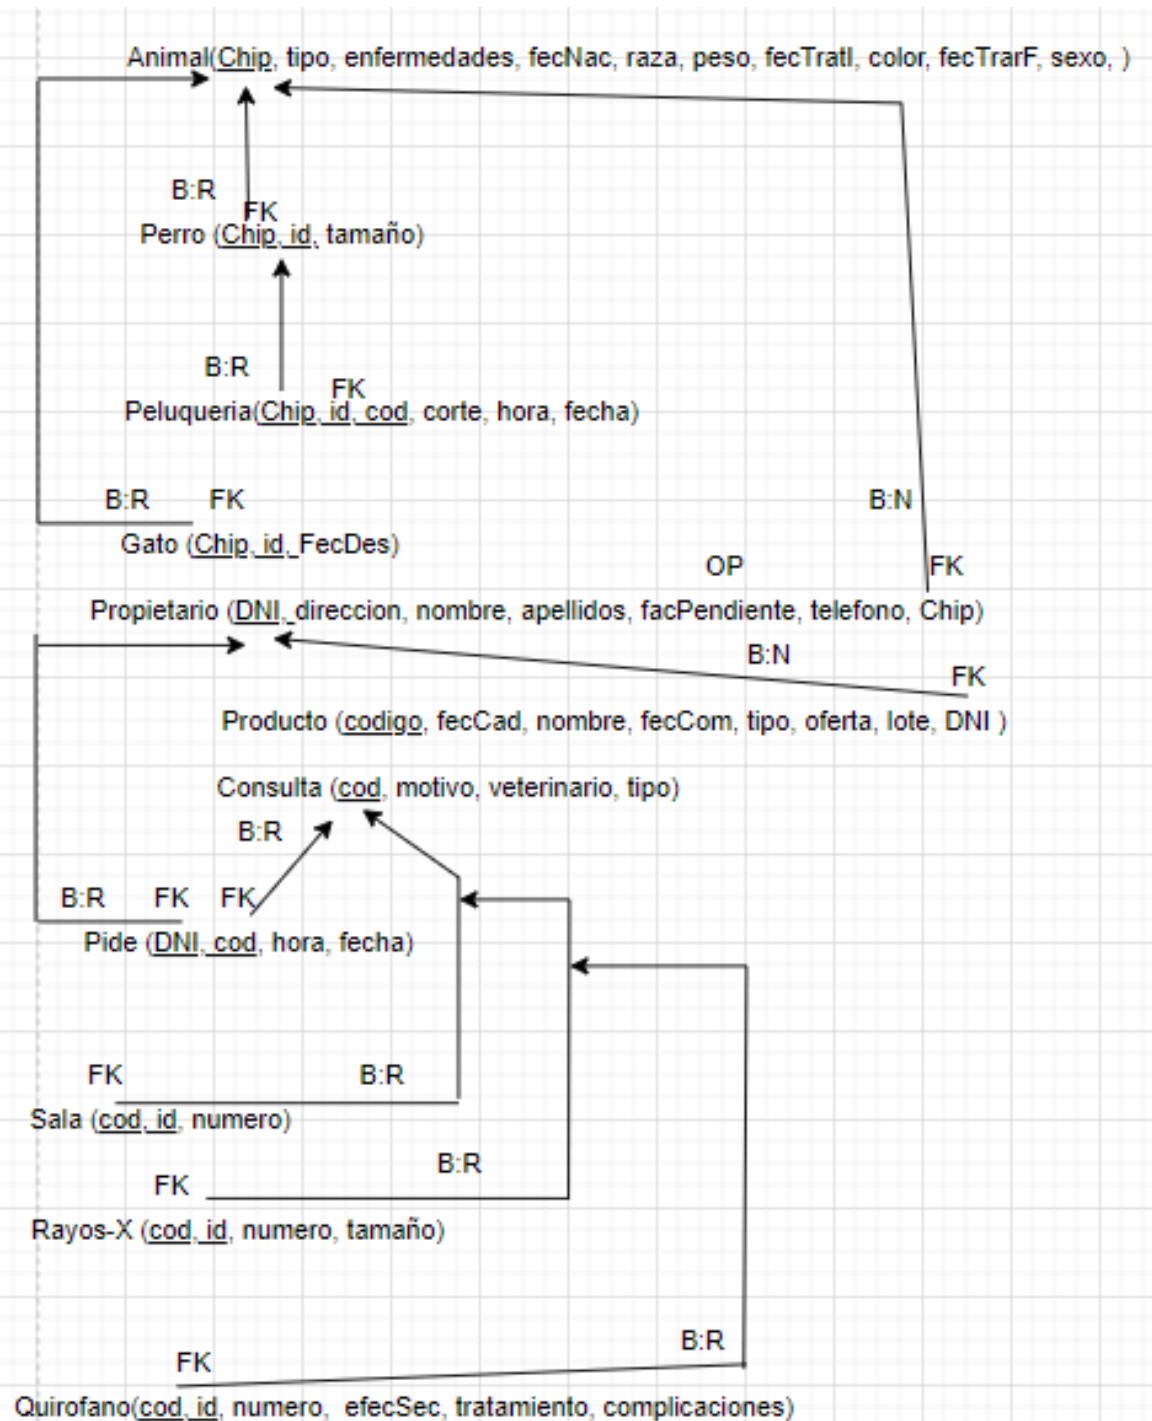 Animal(Chip, tipo, enfermedades, fecNac, raza, peso, fecTratI, color, fecTrarF, sexo, )
B:R
FK
Perro (Chip, id, tamaño)
B:R
FK
Peluqueria(Chip, id, cod, corte, hora, fecha)
B:R FK B:N
Gato (Chip, id, FecDes)
OP FK
Propietario (DNI, direccion, nombre, apellidos, facPendiente, telefono, Chip)
B:N
FK
Producto (codigo, fecCad, nombre, fecCom, tipo, oferta, lote, DNI )
Consulta (cod, motivo, veterinario, tipo)
B:R
B:R FK FK
Pide (DNI, cod, hora, fecha)
FK B:R
Sala (cod, id, numero)
B:R
FK
Rayos-X (cod, id, numero, tamaño)
B:R
FK
Quirofano(cod, id, numero, efecSec, tratamiento, complicaciones)